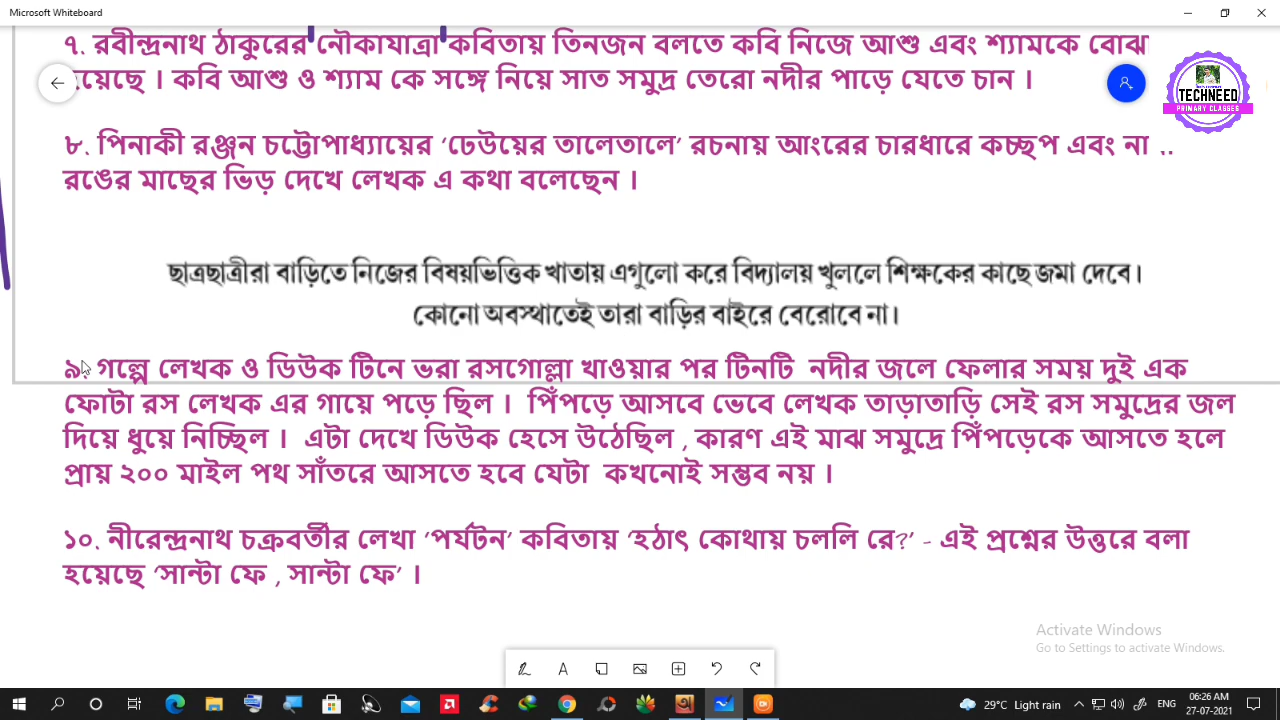 Microsoft Whiteboard
৭. রবীন্দ্রনাথ ঠাকুরের নৌকাযাত্রা কবিতায় তিনজন বলতে কবি নিজে আশু এবং শ্যামকে
য়েছে । কবি আশু ও শ্যাম কে সঙ্গে নিয়ে সাত সমুদ্র তেরো নদীর পাড়ে যেতে চান ।
TECHNEED
PRIMARY CLASSES
৮. পিনাকী রঞ্জন চট্টোপাধ্যায়ের ‘ঢেউয়ের তালেতালে’ রচনায় আংরের চারধারে কচ্ছপ এবং
রঙের মাছের ভিড় দেখে লেখক এ কথা বলেছেন ।
ছাত্রছাত্রীরা বাড়িতে নিজের বিষয়ভিত্তিক খাতায় এগুলো করে বিদ্যালয় খুললে শিক্ষকের কাছে জমা দেবে।
কোনো অবস্থাতেই তারা বাড়ির বাইরে বেরোবে না।
৯. গল্পে লেখক ও ডিউক টিনে ভরা রসগোল্লা খাওয়ার পর টিনটি নদীর জলে ফেলার সময় দুই এক
ফোটা রস লেখক এর গায়ে পড়ে ছিল । পিঁপড়ে আসবে ভেবে লেখক তাড়াতাড়ি সেই রস সমুদ্রের জল
দিয়ে ধুয়ে নিচ্ছিল । এটা দেখে ডিউক হেসে উঠেছিল , কারণ এই মাঝ সমুদ্রে পিঁপড়েকে আসতে হলে
প্রায় ২০০ মাইল পথ সাঁতরে আসতে হবে যেটা কখনোই সম্ভব নয় ।
১০. নীরেন্দ্রনাথ চক্রবর্তীর লেখা ‘পর্যটন’ কবিতায় ‘হঠাৎ কোথায় চললি রে?’ - এই প্রশ্নের উত্তরে বলা
হয়েছে ‘সান্টা ফে , সান্টা ফে’ ।
Activate Windows
Go to Settings to activate Windows.
29°C Light rain
ENG
06:26 AM
27-07-2021